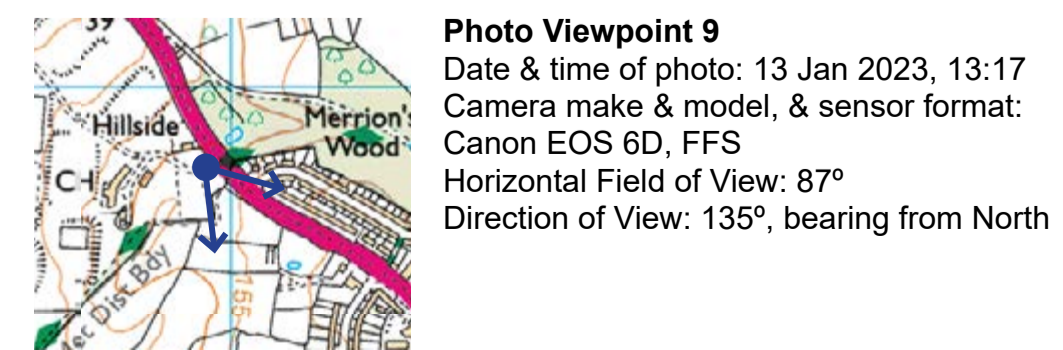 39
Hillside
Merrion's
Wood
CH
155
Dist Bdy
Photo Viewpoint 9
Date & time of photo: 13 Jan 2023, 13:17
Camera make & model, & sensor format:
Canon EOS 6D, FFS
Horizontal Field of View: 87º
Direction of View: 135º, bearing from North